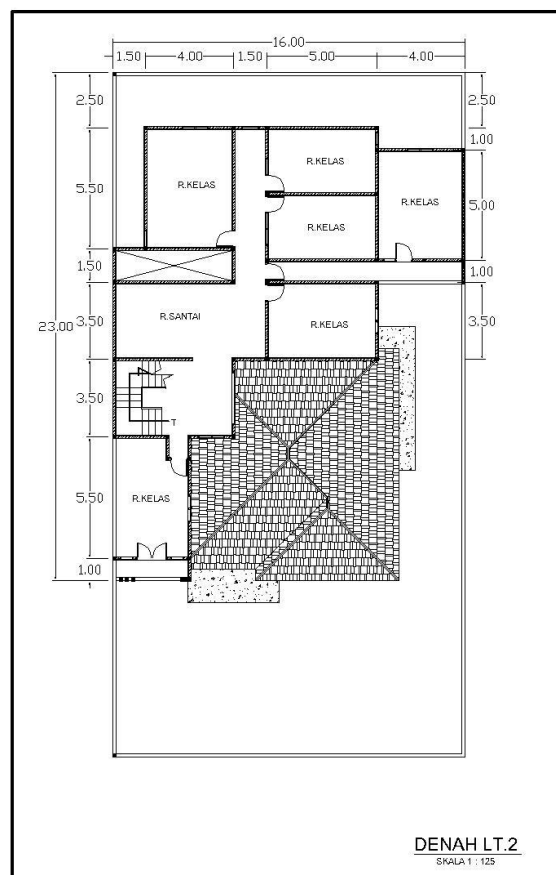 16.00
1.50 4.00 1.50 5.00 4.00
2.50
2.50
1.00
R.KELAS
R.KELAS
5.50
R.KELAS
5.00
R.KELAS
1.50
1.00
R.SANTAI
R.KELAS
3.50
3.50
23.00
3.50
T
R.KELAS
5.50
1.00
DENAH LT.2
SKALA 1 : 125